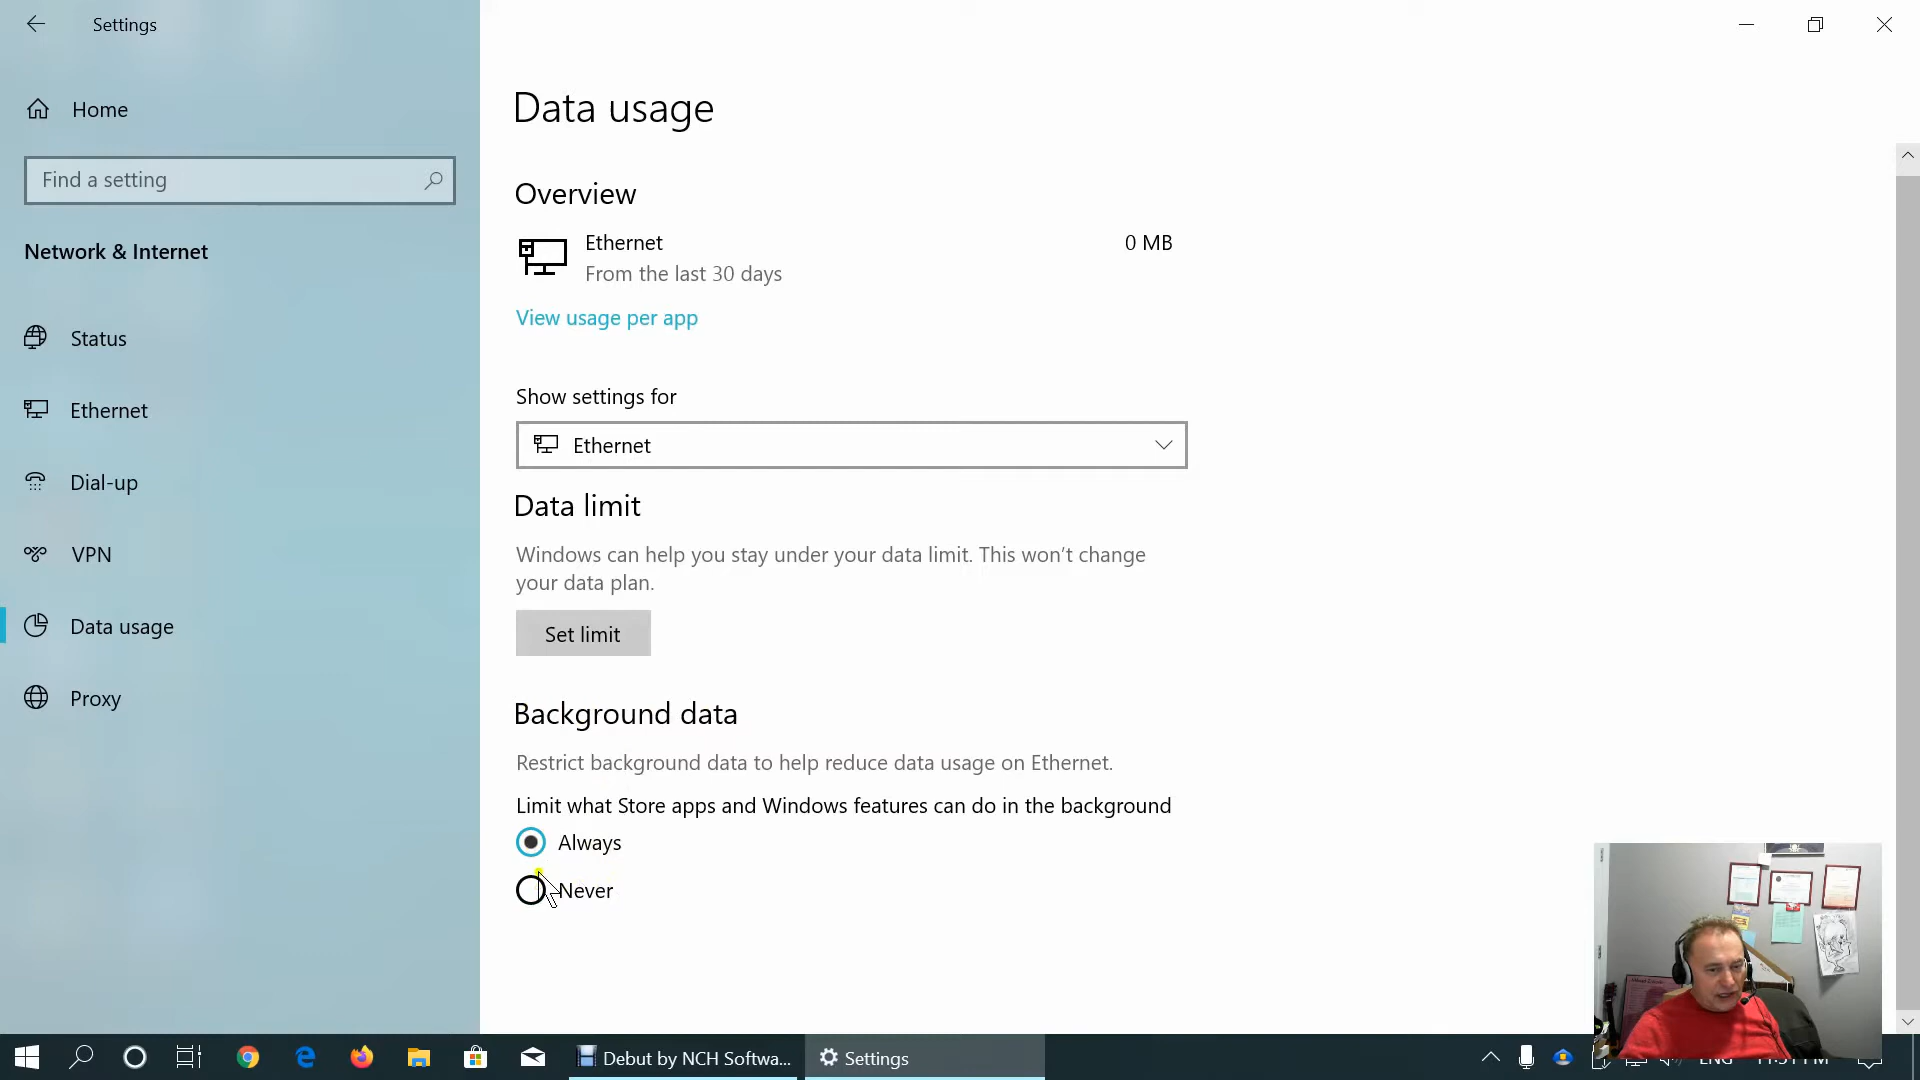 Settings
Home
Find a setting
Network & Internet
Status
Ethernet
Dial-up
VPN
Data usage
Proxy
Data usage
Overview
Ethernet
0 MB
From the last 30 days
View usage per app
Show settings for
Ethernet
Data limit
Windows can help you stay under your data limit. This won't change
your data plan.
Set limit
Background data
Restrict background data to help reduce data usage on Ethernet.
Limit what Store apps and Windows features can do in the background
Always
Never
Debut by NCH Softwa...
Settings